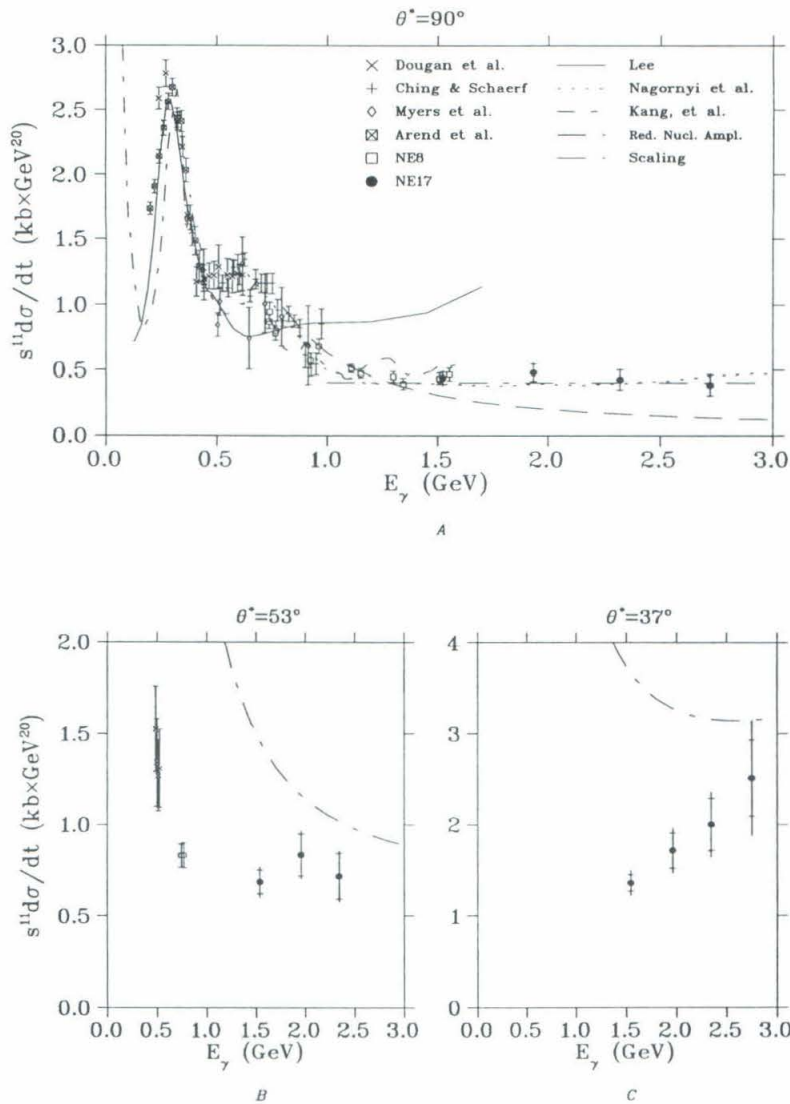 θ*=90°
s¹¹dσ/dt (kb×GeV²⁰)
3.0
2.5
2.0
1.5
1.0
0.5
0.0
× Dougan et al.
+ Ching & Schaerf
◇ Myers et al.
⊠ Arend et al.
□ NE8
● NE17
Lee
Nagornyi et al.
Kang, et al.
Red. Nucl. Ampl.
Scaling
0.0 0.5 1.0 1.5 2.0 2.5 3.0
E_γ (GeV)
A
θ*=53°
s¹¹dσ/dt (kb×GeV²⁰)
2.0
1.5
1.0
0.5
0.0
0.0 0.5 1.0 1.5 2.0 2.5 3.0
E_γ (GeV)
B
θ*=37°
4
3
2
1
0
0.0 0.5 1.0 1.5 2.0 2.5 3.0
E_γ (GeV)
C